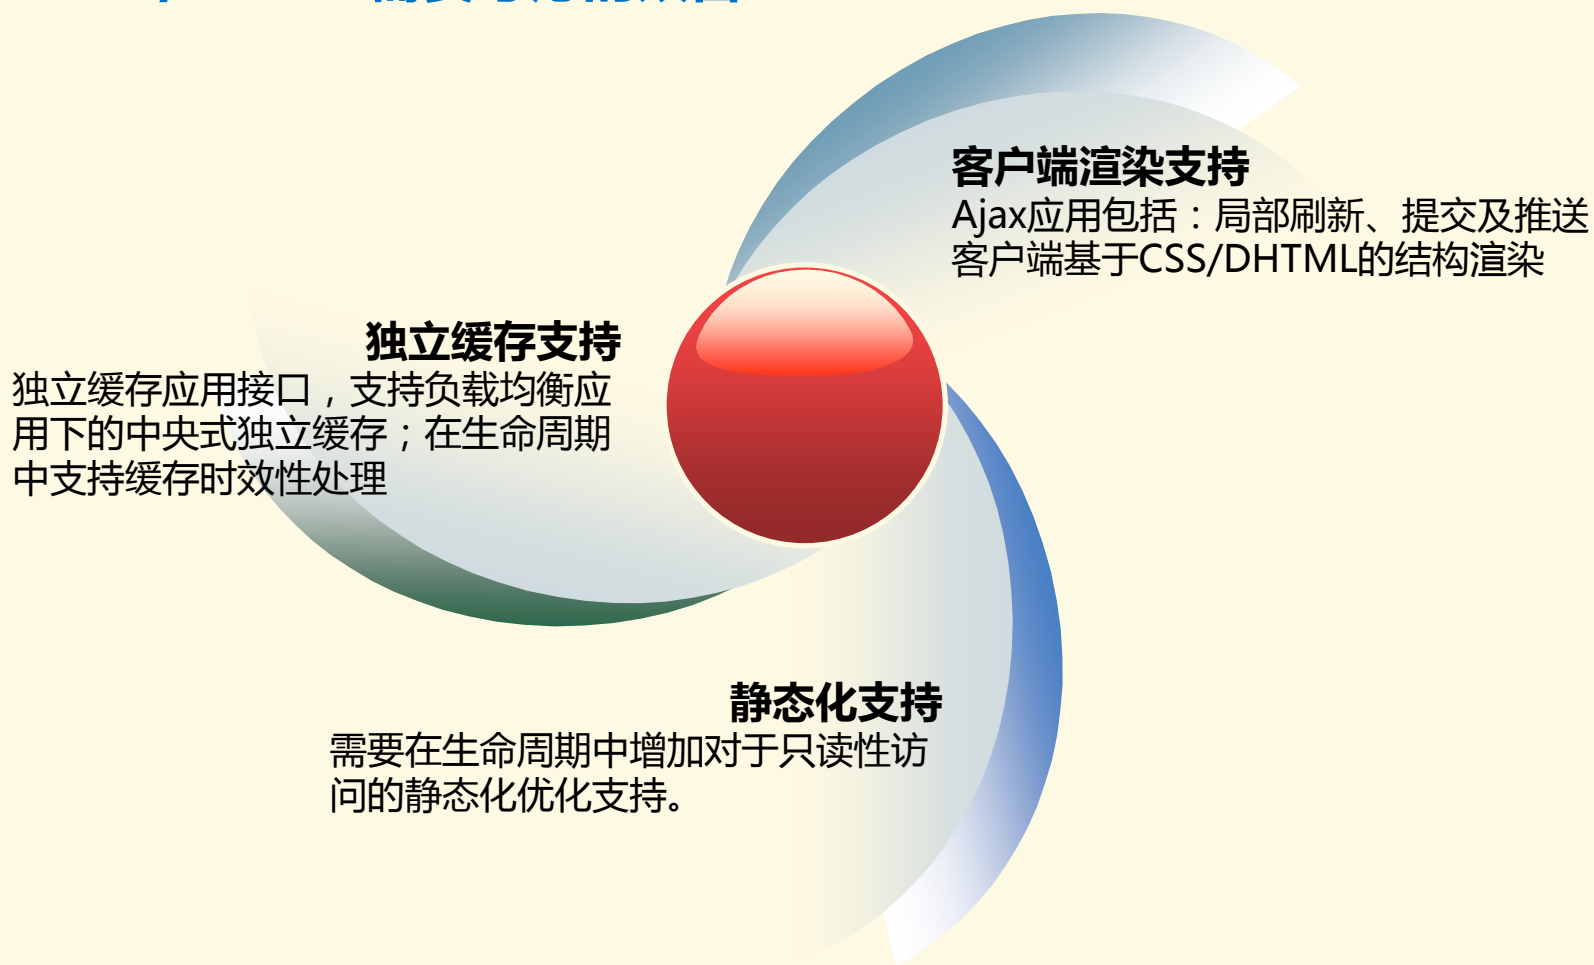 客户端渲染支持
Ajax应用包括：局部刷新、提交及推送
客户端基于CSS/DHTML的结构渲染
独立缓存支持
独立缓存应用接口，支持负载均衡应
用下的中央式独立缓存；在生命周期
中支持缓存时效性处理
静态化支持
需要在生命周期中增加对于只读性访
问的静态化优化支持。